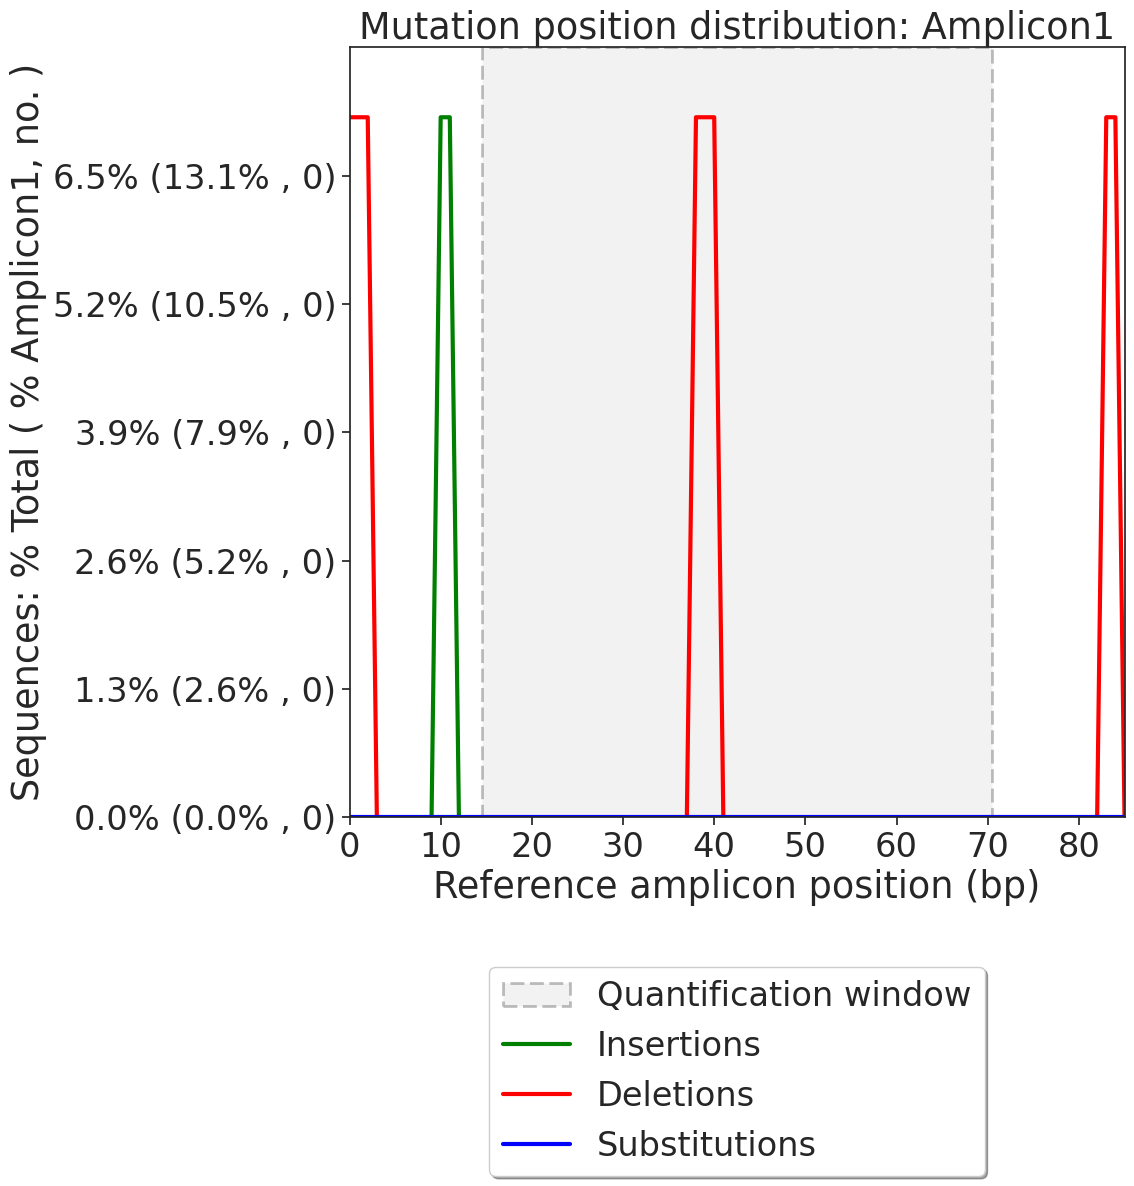 Mutation position distribution: Amplicon1
Sequences: % Total ( % Amplicon1, no. )
6.5% (13.1% , 0)
5.2% (10.5% , 0)
3.9% (7.9% , 0)
2.6% (5.2% , 0)
1.3% (2.6% , 0)
0.0% (0.0% , 0)
0 10 20 30 40 50 60 70 80
Reference amplicon position (bp)
Quantification window
Insertions
Deletions
Substitutions